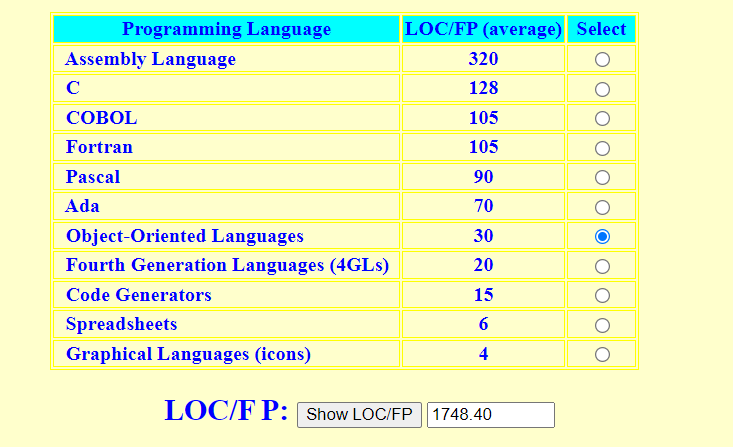 Programming Language LOC/FP (average) Select
Assembly Language 320
C 128
COBOL 105
Fortran 105
Pascal 90
Ada 70
Object-Oriented Languages 30
Fourth Generation Languages (4GLs) 20
Code Generators 15
Spreadsheets 6
Graphical Languages (icons) 4
LOC/F P: Show LOC/FP 1748.40